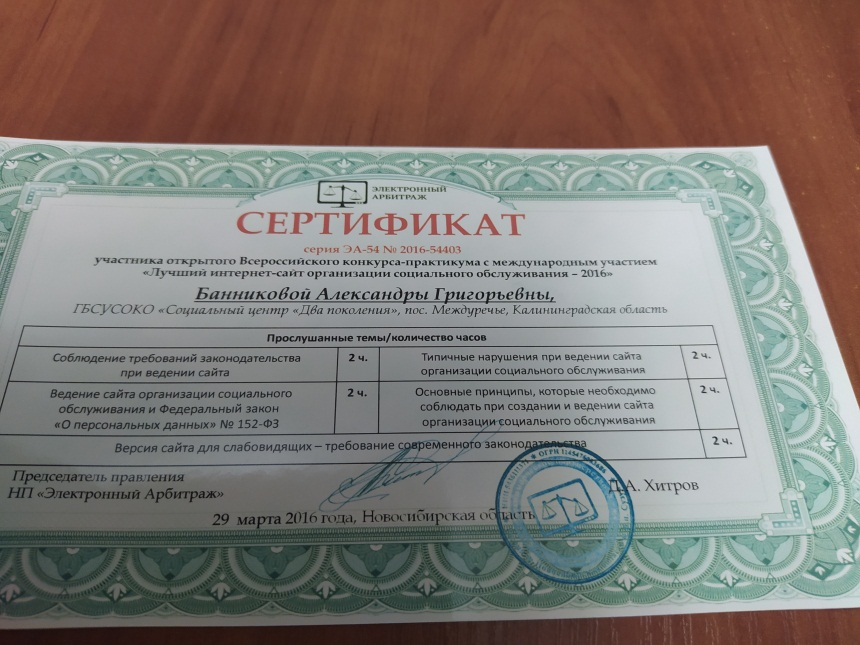 ЭЛЕКТРОННЫЙ
АРБИТРАЖ
СЕРТИФИКАТ
серия ЭА-54 № 2016-54403
участника открытого Всероссийского конкурса-практикума с международным участием
«Лучший интернет-сайт организации социального обслуживания – 2016»
Банниковой Александры Григорьевны,
ГБСУСОКО «Социальный центр «Два поколения», пос. Междуречье, Калининградская область
Прослушанные темы/количество часов
Соблюдение требований законодательства
при ведении сайта
2 ч.
Типичные нарушения при ведении сайта
организации социального обслуживания
2 ч.
Ведение сайта организации социального
обслуживания и Федеральный закон
«О персональных данных» № 152-ФЗ
2 ч.
Основные принципы, которые необходимо
соблюдать при создании и ведении сайта
организации социального обслуживания
2 ч.
Версия сайта для слабовидящих – требование современного законодательства
2 ч.
Председатель правления
НП «Электронный Арбитраж»
Д.А. Хитров
29 марта 2016 года, Новосибирская область